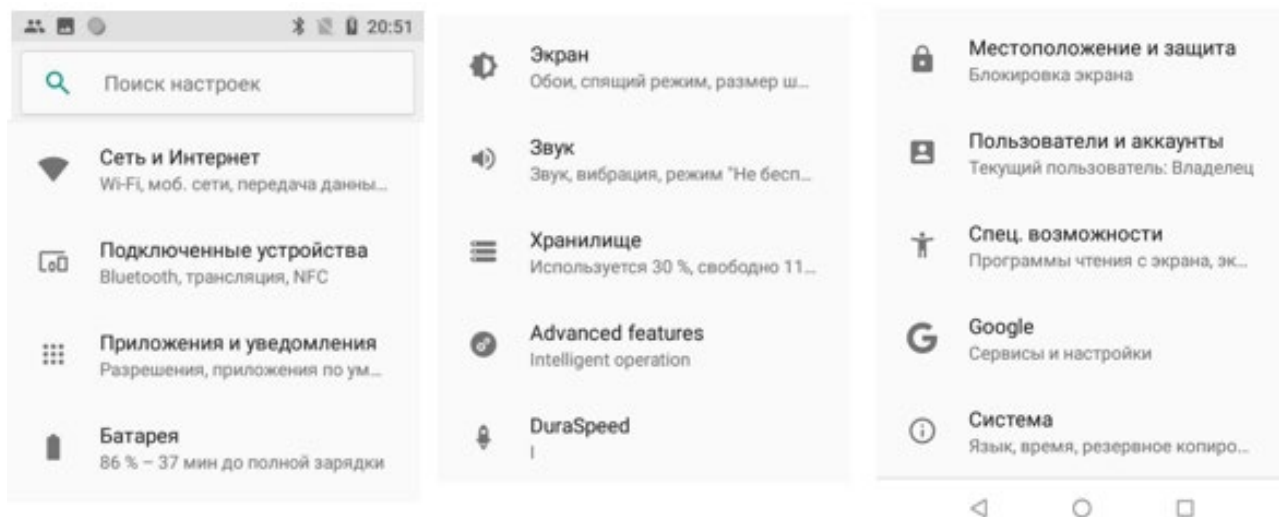 20:51
Поиск настроек
Сеть и Интернет
Wi-Fi, моб. сети, передача данны...
Подключенные устройства
Bluetooth, трансляция, NFC
Приложения и уведомления
Разрешения, приложения по ум...
Батарея
86 % – 37 мин до полной зарядки
Экран
Обои, спящий режим, размер ш...
Звук
Звук, вибрация, режим "Не бесп...
Хранилище
Используется 30 %, свободно 11...
Advanced features
Intelligent operation
DuraSpeed
I
Местоположение и защита
Блокировка экрана
Пользователи и аккаунты
Текущий пользователь: Владелец
Спец. возможности
Программы чтения с экрана, эк...
Google
Сервисы и настройки
Система
Язык, время, резервное копиро...